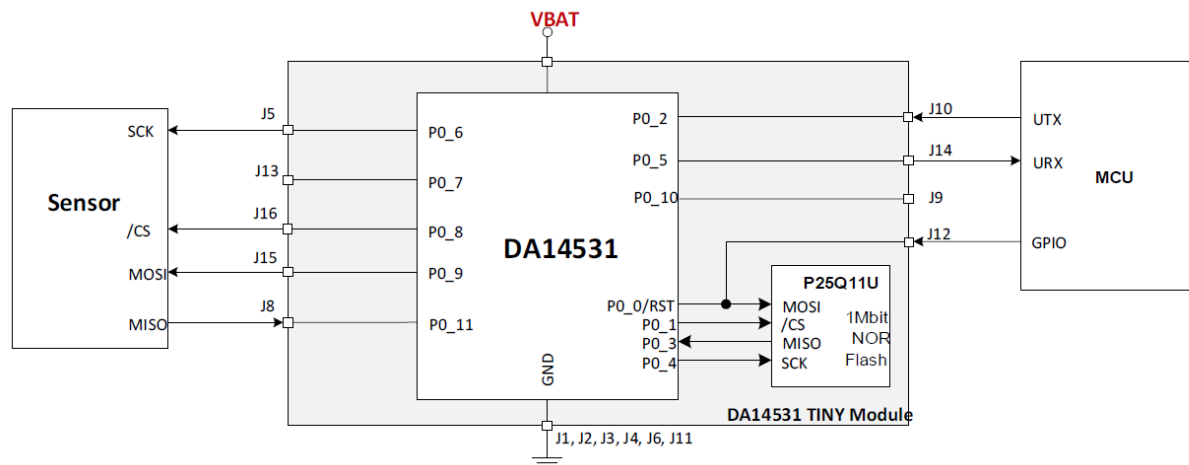 VBAT
J5
SCK
P0_6
J13
P0_7
Sensor
J16
/CS
P0_8
J15
MOSI
P0_9
J8
MISO
P0_11
DA14531
GND
P0_2
J10
UTX
P0_5
J14
URX
MCU
P0_10
J9
J12
GPIO
P25Q11U
P0_0/RST
MOSI
1Mbit
P0_1
/CS
NOR
P0_3
MISO
Flash
P0_4
SCK
DA14531 TINY Module
J1, J2, J3, J4, J6, J11